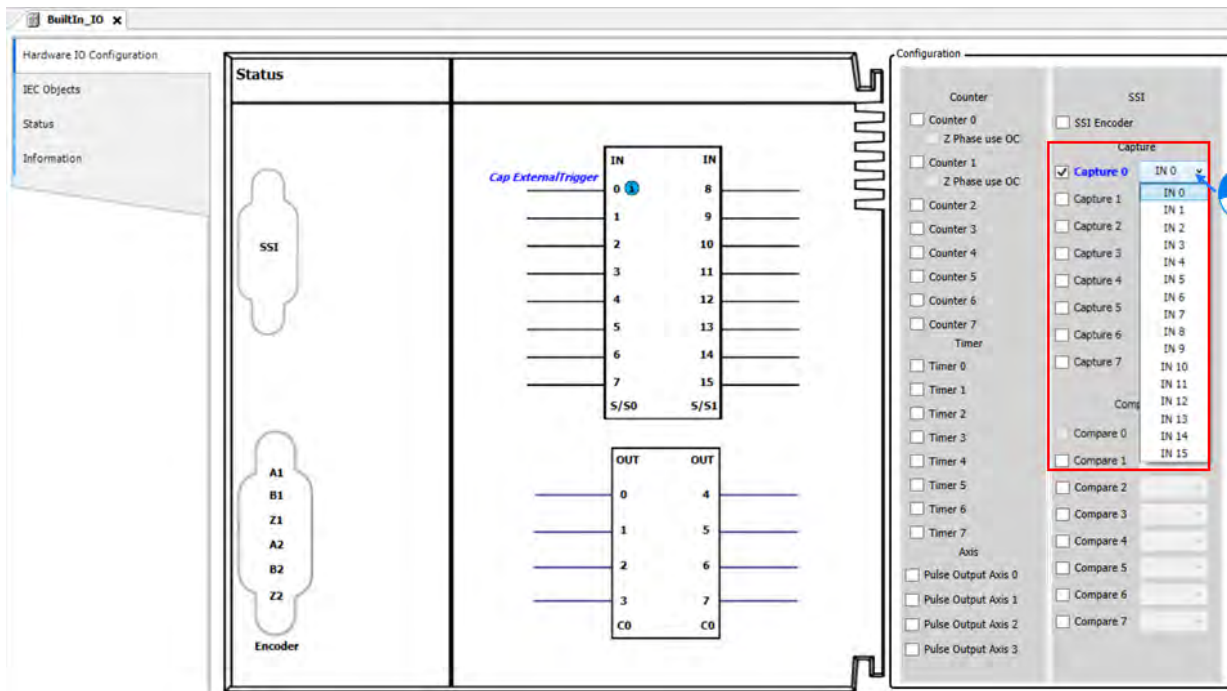 BuiltIn_IO x
Hardware IO Configuration
IEC Objects
Status
Information
Status
SSI
A1
B1
Z1
A2
B2
Z2
Encoder
Cap ExternalTrigger
IN IN
0 1 8
1 9
2 10
3 11
4 12
5 13
6 14
7 15
S/S0 S/S1
OUT OUT
0 4
1 5
2 6
3 7
C0 C0
Configuration
Counter
Counter 0
Z Phase use OC
Counter 1
Z Phase use OC
Counter 2
Counter 3
Counter 4
Counter 5
Counter 6
Counter 7
Timer
Timer 0
Timer 1
Timer 2
Timer 3
Timer 4
Timer 5
Timer 6
Timer 7
Axis
Pulse Output Axis 0
Pulse Output Axis 1
Pulse Output Axis 2
Pulse Output Axis 3
SSI
SSI Encoder
Capture
Capture 0 IN 0
Capture 1
Capture 2
Capture 3
Capture 4
Capture 5
Capture 6
Capture 7
IN 0
IN 1
IN 2
IN 3
IN 4
IN 5
IN 6
IN 7
IN 8
IN 9
IN 10
IN 11
IN 12
IN 13
IN 14
IN 15
Compare 0
Compare 1
Compare 2
Compare 3
Compare 4
Compare 5
Compare 6
Compare 7